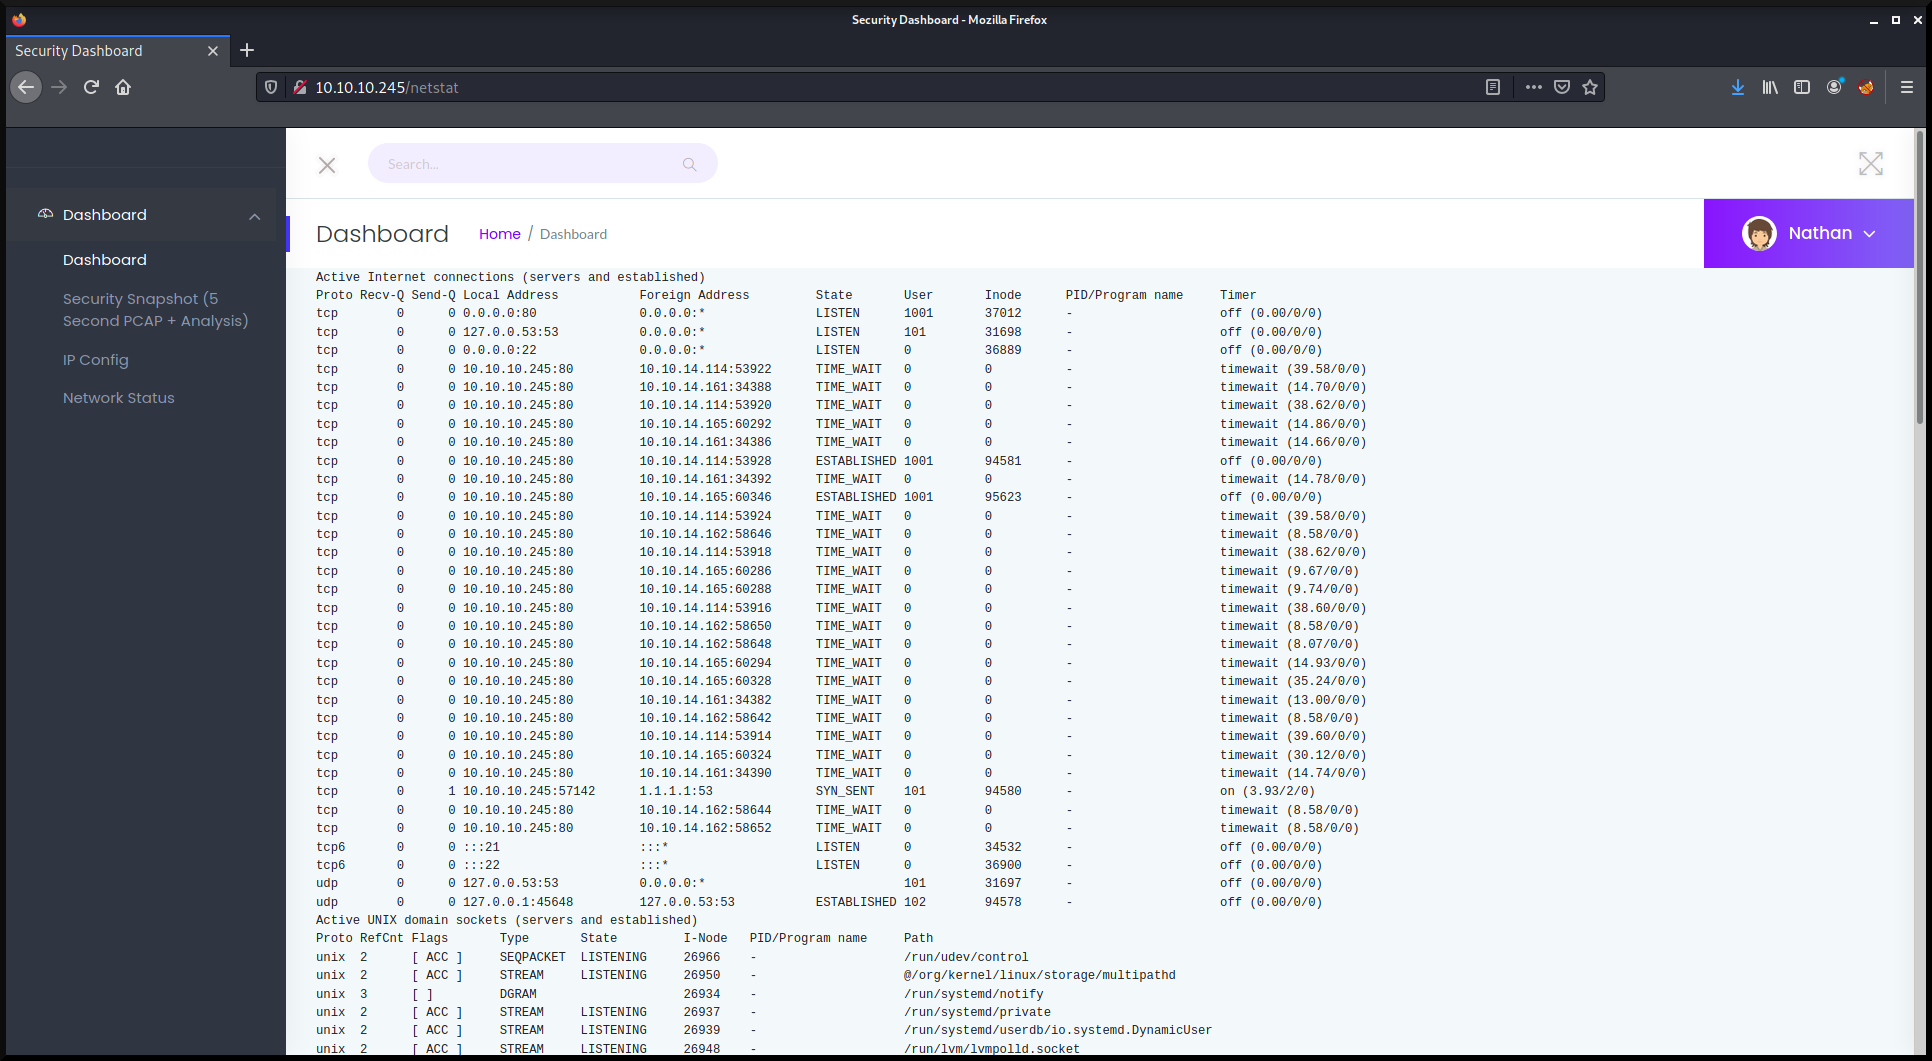 Security Dashboard - Mozilla Firefox
Security Dashboard
10.10.10.245/netstat
Search...
Dashboard
Dashboard
Security Snapshot (5
Second PCAP + Analysis)
IP Config
Network Status
Dashboard Home / Dashboard
Nathan
Active Internet connections (servers and established)
Proto Recv-Q Send-Q Local Address           Foreign Address         State       User       Inode      PID/Program name     Timer
tcp        0      0 0.0.0.0:80              0.0.0.0:*               LISTEN      1001       37012      -                    off (0.00/0/0)
tcp        0      0 127.0.0.53:53           0.0.0.0:*               LISTEN      101        31698      -                    off (0.00/0/0)
tcp        0      0 0.0.0.0:22              0.0.0.0:*               LISTEN      0          36889      -                    off (0.00/0/0)
tcp        0      0 10.10.10.245:80         10.10.14.114:53922      TIME_WAIT   0          0          -                    timewait (39.58/0/0)
tcp        0      0 10.10.10.245:80         10.10.14.161:34388      TIME_WAIT   0          0          -                    timewait (14.70/0/0)
tcp        0      0 10.10.10.245:80         10.10.14.114:53920      TIME_WAIT   0          0          -                    timewait (38.62/0/0)
tcp        0      0 10.10.10.245:80         10.10.14.165:60292      TIME_WAIT   0          0          -                    timewait (14.86/0/0)
tcp        0      0 10.10.10.245:80         10.10.14.161:34386      TIME_WAIT   0          0          -                    timewait (14.66/0/0)
tcp        0      0 10.10.10.245:80         10.10.14.114:53928      ESTABLISHED 1001       94581      -                    off (0.00/0/0)
tcp        0      0 10.10.10.245:80         10.10.14.161:34392      TIME_WAIT   0          0          -                    timewait (14.78/0/0)
tcp        0      0 10.10.10.245:80         10.10.14.165:60346      ESTABLISHED 1001       95623      -                    off (0.00/0/0)
tcp        0      0 10.10.10.245:80         10.10.14.114:53924      TIME_WAIT   0          0          -                    timewait (39.58/0/0)
tcp        0      0 10.10.10.245:80         10.10.14.162:58646      TIME_WAIT   0          0          -                    timewait (8.58/0/0)
tcp        0      0 10.10.10.245:80         10.10.14.114:53918      TIME_WAIT   0          0          -                    timewait (38.62/0/0)
tcp        0      0 10.10.10.245:80         10.10.14.165:60286      TIME_WAIT   0          0          -                    timewait (9.67/0/0)
tcp        0      0 10.10.10.245:80         10.10.14.165:60288      TIME_WAIT   0          0          -                    timewait (9.74/0/0)
tcp        0      0 10.10.10.245:80         10.10.14.114:53916      TIME_WAIT   0          0          -                    timewait (38.60/0/0)
tcp        0      0 10.10.10.245:80         10.10.14.162:58650      TIME_WAIT   0          0          -                    timewait (8.58/0/0)
tcp        0      0 10.10.10.245:80         10.10.14.162:58648      TIME_WAIT   0          0          -                    timewait (8.07/0/0)
tcp        0      0 10.10.10.245:80         10.10.14.165:60294      TIME_WAIT   0          0          -                    timewait (14.93/0/0)
tcp        0      0 10.10.10.245:80         10.10.14.165:60328      TIME_WAIT   0          0          -                    timewait (35.24/0/0)
tcp        0      0 10.10.10.245:80         10.10.14.161:34382      TIME_WAIT   0          0          -                    timewait (13.00/0/0)
tcp        0      0 10.10.10.245:80         10.10.14.162:58642      TIME_WAIT   0          0          -                    timewait (8.58/0/0)
tcp        0      0 10.10.10.245:80         10.10.14.114:53914      TIME_WAIT   0          0          -                    timewait (39.60/0/0)
tcp        0      0 10.10.10.245:80         10.10.14.165:60324      TIME_WAIT   0          0          -                    timewait (30.12/0/0)
tcp        0      0 10.10.10.245:80         10.10.14.161:34390      TIME_WAIT   0          0          -                    timewait (14.74/0/0)
tcp        0      1 10.10.10.245:57142      1.1.1.1:53              SYN_SENT    101        94580      -                    on (3.93/2/0)
tcp        0      0 10.10.10.245:80         10.10.14.162:58644      TIME_WAIT   0          0          -                    timewait (8.58/0/0)
tcp        0      0 10.10.10.245:80         10.10.14.162:58652      TIME_WAIT   0          0          -                    timewait (8.58/0/0)
tcp6       0      0 :::21                   :::*                    LISTEN      0          34532      -                    off (0.00/0/0)
tcp6       0      0 :::22                   :::*                    LISTEN      0          36900      -                    off (0.00/0/0)
udp        0      0 127.0.0.53:53           0.0.0.0:*                           101        31697      -                    off (0.00/0/0)
udp        0      0 127.0.0.1:45648         127.0.0.53:53           ESTABLISHED 102        94578      -                    off (0.00/0/0)
Active UNIX domain sockets (servers and established)
Proto RefCnt Flags       Type       State         I-Node   PID/Program name     Path
unix  2      [ ACC ]     SEQPACKET  LISTENING     26966    -                    /run/udev/control
unix  2      [ ACC ]     STREAM     LISTENING     26950    -                    @/org/kernel/linux/storage/multipathd
unix  3      [ ]         DGRAM                    26934    -                    /run/systemd/notify
unix  2      [ ACC ]     STREAM     LISTENING     26937    -                    /run/systemd/private
unix  2      [ ACC ]     STREAM     LISTENING     26939    -                    /run/systemd/userdb/io.systemd.DynamicUser
unix  2      [ ACC ]     STREAM     LISTENING     26948    -                    /run/lvm/lvmpolld.socket